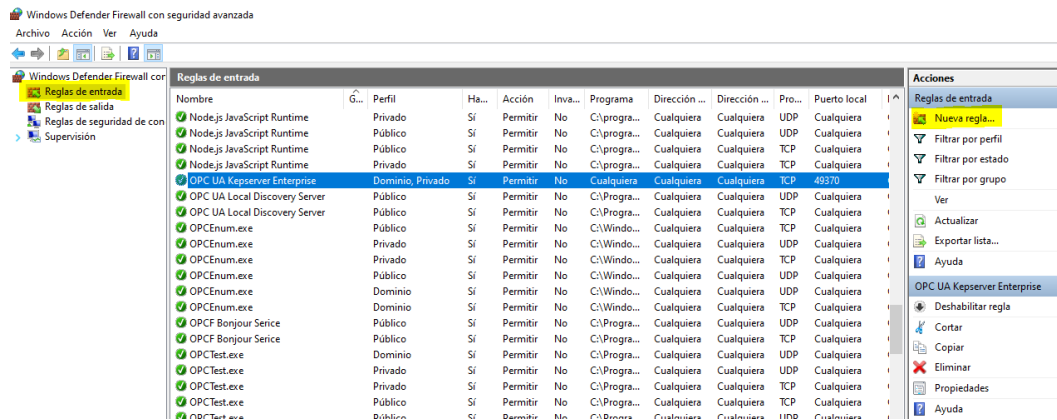 Windows Defender Firewall con seguridad avanzada
Archivo Acción Ver Ayuda
Windows Defender Firewall con
Reglas de entrada
Reglas de salida
Reglas de seguridad de con
Supervisión
Reglas de entrada
Nombre G... Perfil Ha... Acción Inva... Programa Dirección ... Dirección ... Pro... Puerto local
Node.js JavaScript Runtime Privado Sí Permitir No C:\progra... Cualquiera Cualquiera UDP Cualquiera
Node.js JavaScript Runtime Público Sí Permitir No C:\progra... Cualquiera Cualquiera UDP Cualquiera
Node.js JavaScript Runtime Público Sí Permitir No C:\progra... Cualquiera Cualquiera TCP Cualquiera
Node.js JavaScript Runtime Privado Sí Permitir No C:\progra... Cualquiera Cualquiera TCP Cualquiera
OPC UA Kepserver Enterprise Dominio, Privado Sí Permitir No Cualquiera Cualquiera Cualquiera TCP 49370
OPC UA Local Discovery Server Público Sí Permitir No C:\Progra... Cualquiera Cualquiera UDP Cualquiera
OPC UA Local Discovery Server Público Sí Permitir No C:\Progra... Cualquiera Cualquiera TCP Cualquiera
OPCEnum.exe Público Sí Permitir No C:\Windo... Cualquiera Cualquiera TCP Cualquiera
OPCEnum.exe Privado Sí Permitir No C:\Windo... Cualquiera Cualquiera UDP Cualquiera
OPCEnum.exe Privado Sí Permitir No C:\Windo... Cualquiera Cualquiera TCP Cualquiera
OPCEnum.exe Público Sí Permitir No C:\Windo... Cualquiera Cualquiera UDP Cualquiera
OPCEnum.exe Dominio Sí Permitir No C:\Windo... Cualquiera Cualquiera UDP Cualquiera
OPCEnum.exe Dominio Sí Permitir No C:\Windo... Cualquiera Cualquiera TCP Cualquiera
OPCF Bonjour Serice Público Sí Permitir No C:\Progra... Cualquiera Cualquiera UDP Cualquiera
OPCF Bonjour Serice Público Sí Permitir No C:\Progra... Cualquiera Cualquiera TCP Cualquiera
OPCTest.exe Dominio Sí Permitir No C:\Progra... Cualquiera Cualquiera UDP Cualquiera
OPCTest.exe Privado Sí Permitir No C:\Progra... Cualquiera Cualquiera UDP Cualquiera
OPCTest.exe Privado Sí Permitir No C:\Progra... Cualquiera Cualquiera TCP Cualquiera
OPCTest.exe Público Sí Permitir No C:\Progra... Cualquiera Cualquiera TCP Cualquiera
OPCTest.exe Público Sí Permitir No C:\Progra... Cualquiera Cualquiera UDP Cualquiera
Acciones
Reglas de entrada
Nueva regla...
Filtrar por perfil
Filtrar por estado
Filtrar por grupo
Ver
Actualizar
Exportar lista...
Ayuda
OPC UA Kepserver Enterprise
Deshabilitar regla
Cortar
Copiar
Eliminar
Propiedades
Ayuda